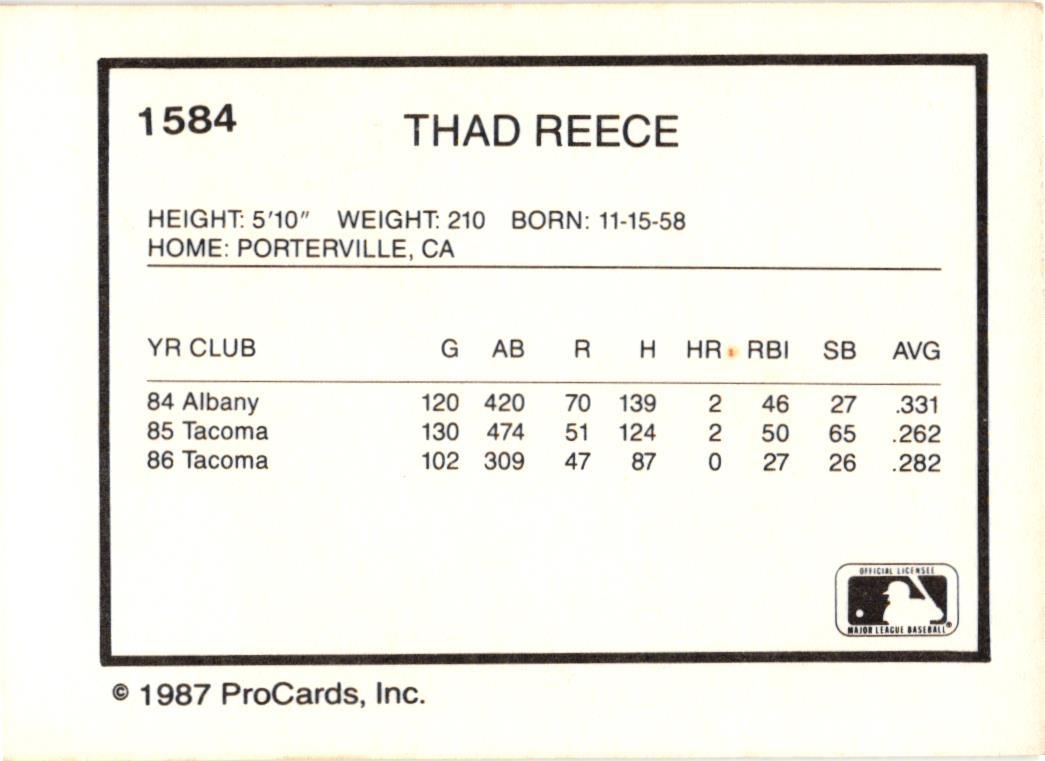 1584
THAD REECE
HEIGHT: 5'10" WEIGHT: 210 BORN: 11-15-58
HOME: PORTERVILLE, CA
YR CLUB G AB R H HR RBI SB AVG
84 Albany 120 420 70 139 2 46 27 .331
85 Tacoma 130 474 51 124 2 50 65 .262
86 Tacoma 102 309 47 87 0 27 26 .282
OFFICIAL LICENSEE
MAJOR LEAGUE BASEBALL®
© 1987 ProCards, Inc.